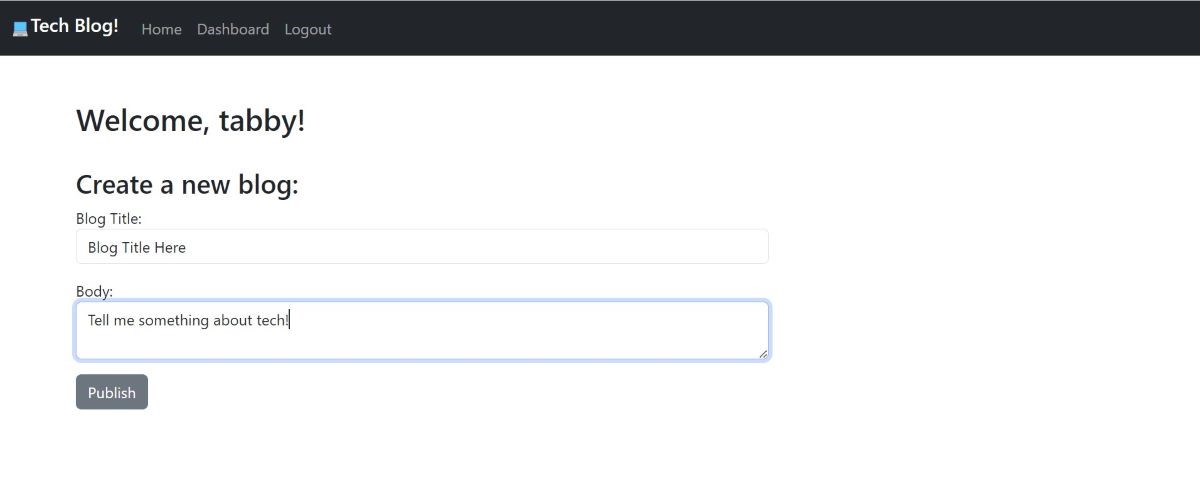 Tech Blog! Home Dashboard Logout
Welcome, tabby!
Create a new blog:
Blog Title:
Blog Title Here
Body:
Tell me something about tech!
Publish